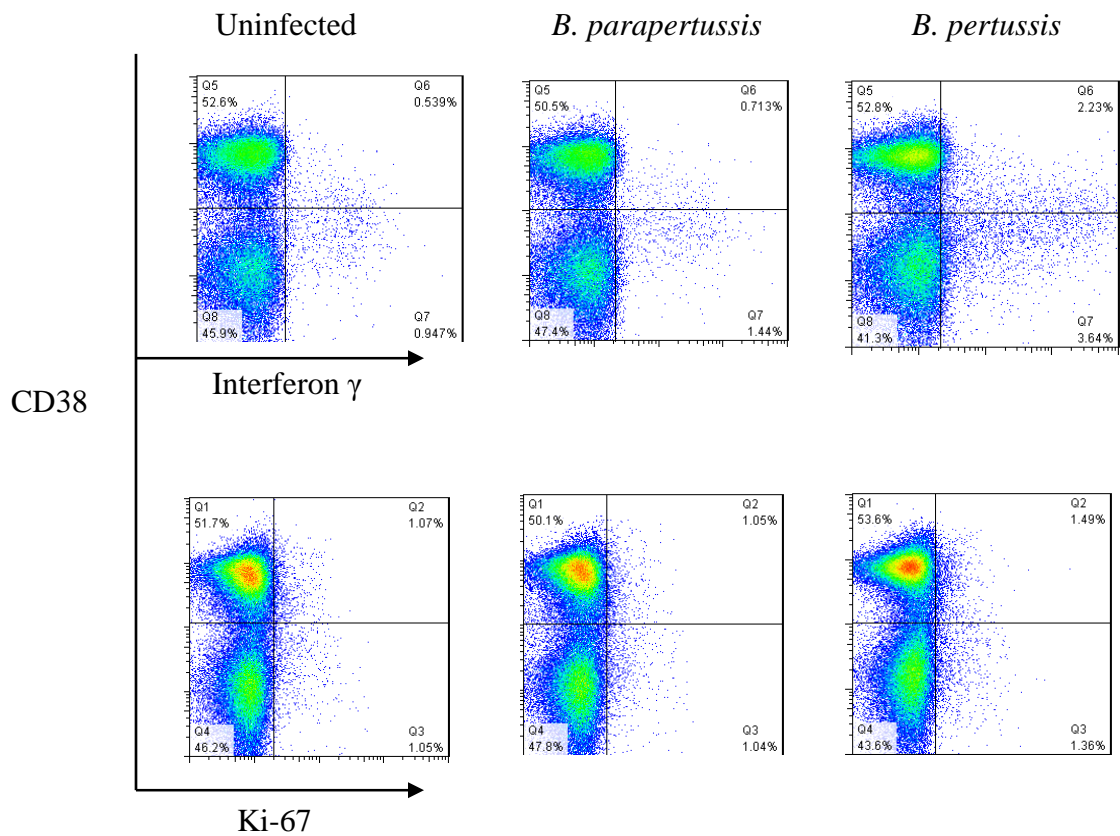 Uninfected B. parapertussis B. pertussis
Q5 Q6 Q5 Q6 Q5 Q6
52.6% 0.539% 50.5% 0.713% 52.8% 2.23%
Q8 Q7 Q8 Q7 Q8 Q7
45.9% 0.947% 47.4% 1.44% 41.3% 3.64%
Interferon γ
CD38
Q1 Q2 Q1 Q2 Q1 Q2
51.7% 1.07% 50.1% 1.05% 53.6% 1.49%
Q4 Q3 Q4 Q3 Q4 Q3
46.2% 1.05% 47.8% 1.04% 43.6% 1.36%
Ki-67